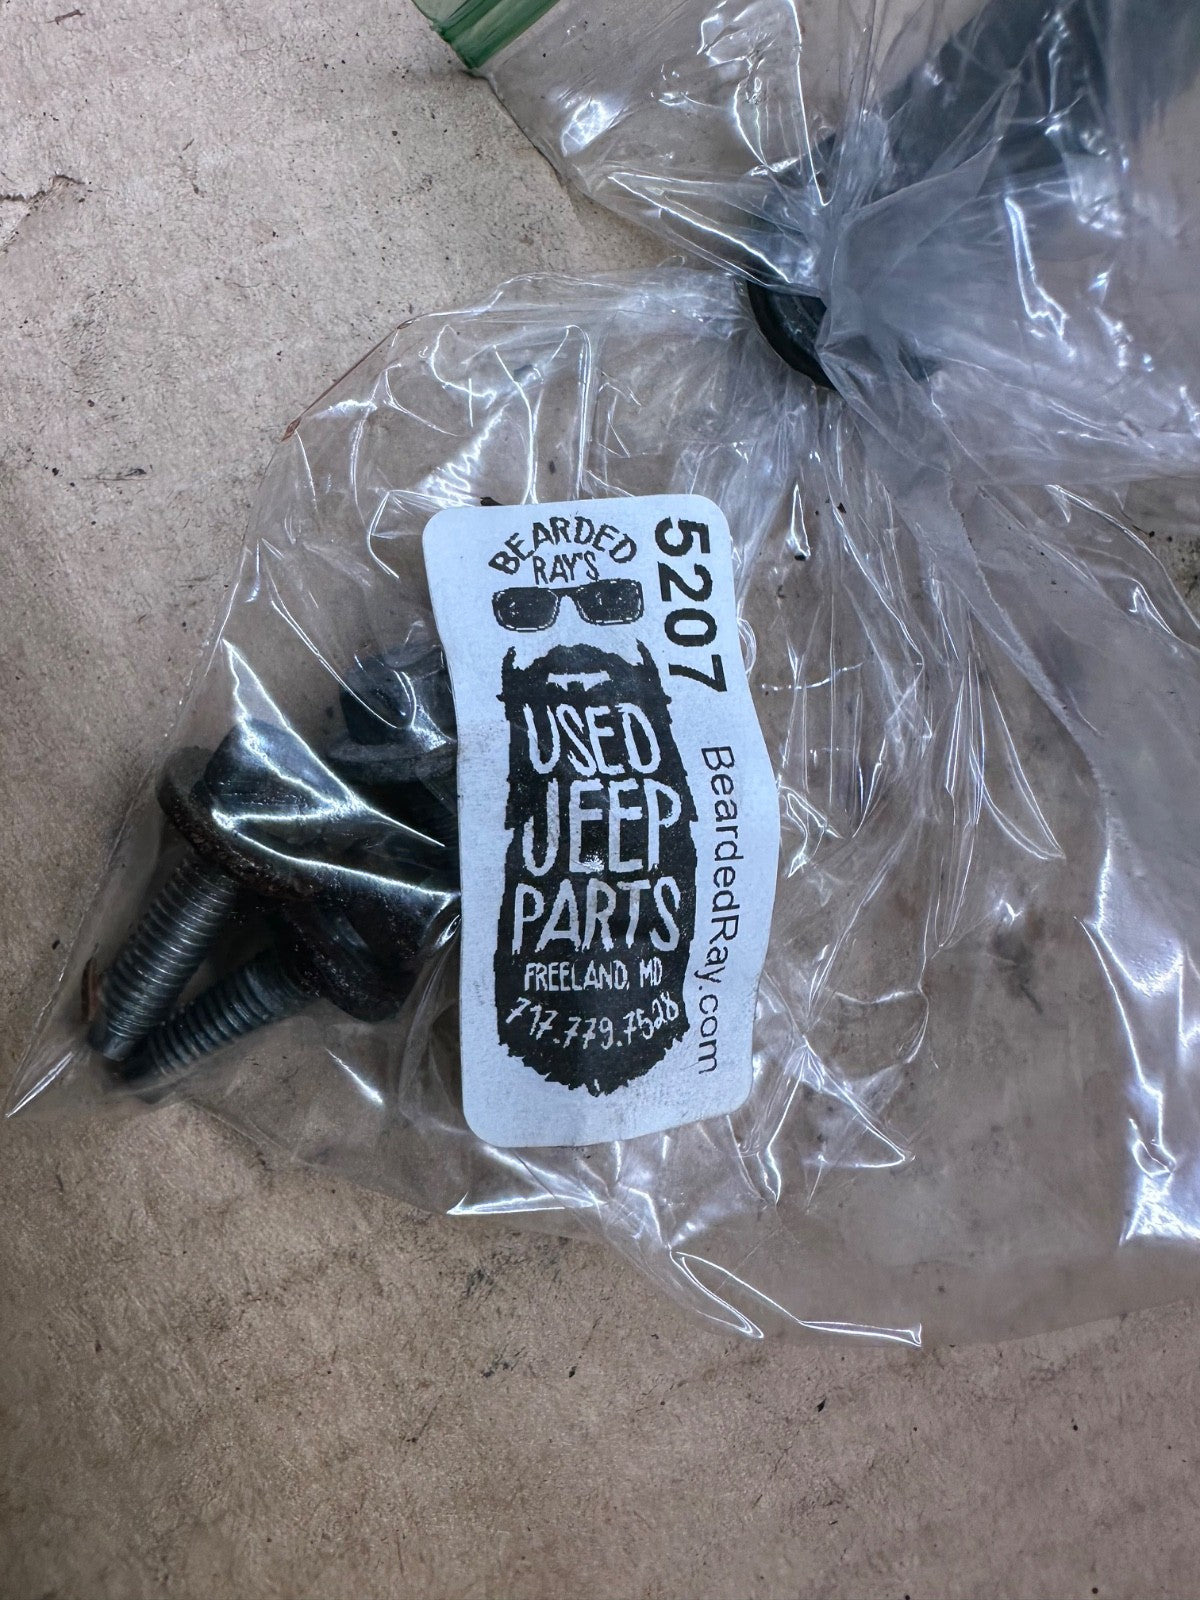 BEARDED
RAY'S
USED
JEEP
PARTS
FREELAND, MD
717.779.7528
5207
BeardedRay.com